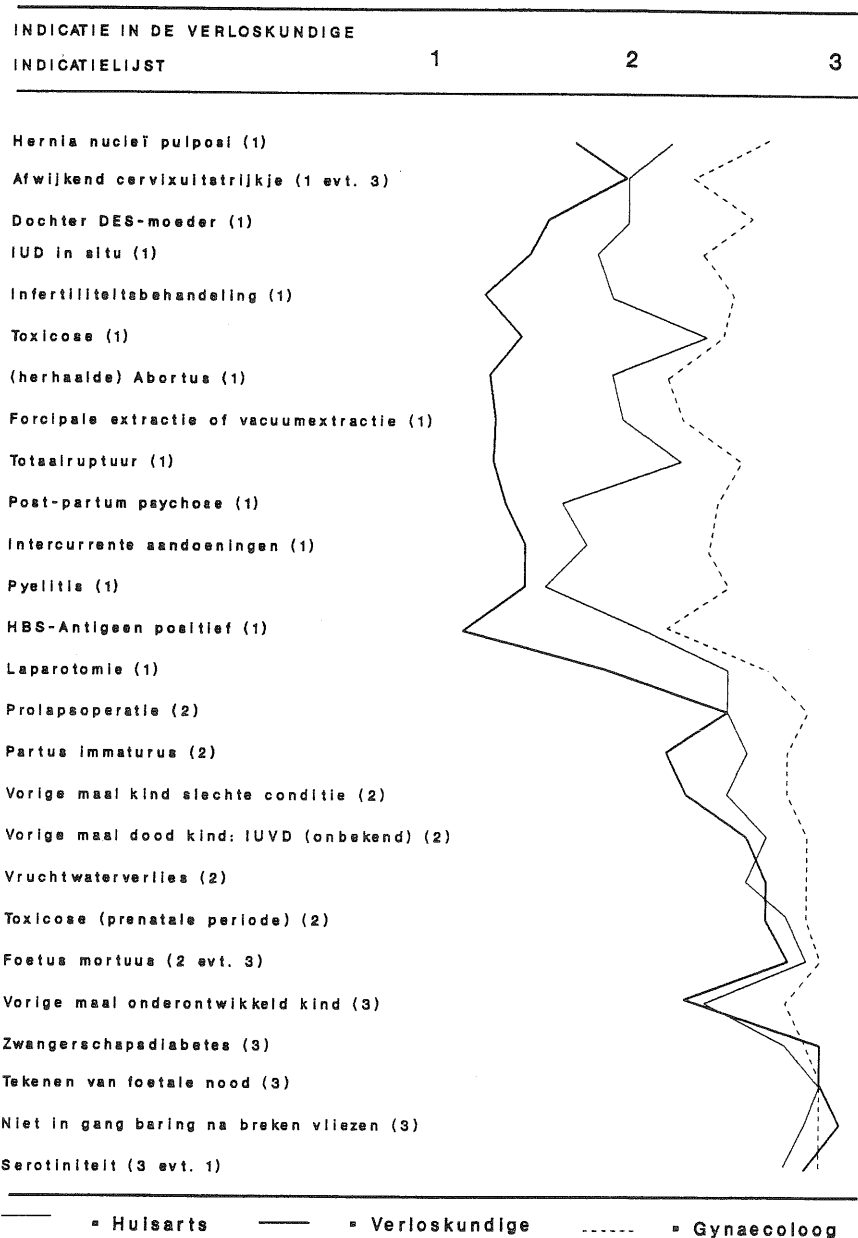 INDICATIE IN DE VERLOSKUNDIGE
INDICATIELIJST 1 2 3
Hernia nucleï pulposi (1)
Afwijkend cervixuitstrijkje (1 evt. 3)
Dochter DES-moeder (1)
IUD in situ (1)
Infertiliteitsbehandeling (1)
Toxicose (1)
(herhaalde) Abortus (1)
Forcipale extractie of vacuumextractie (1)
Totaalruptuur (1)
Post-partum psychose (1)
Intercurrente aandoeningen (1)
Pyelitis (1)
HBS-Antigeen positief (1)
Laparotomie (1)
Prolapsoperatie (2)
Partus immaturus (2)
Vorige maal kind slechte conditie (2)
Vorige maal dood kind: IUVD (onbekend) (2)
Vruchtwaterverlies (2)
Toxicose (prenatale periode) (2)
Foetus mortuus (2 evt. 3)
Vorige maal onderontwikkeld kind (3)
Zwangerschapsdiabetes (3)
Tekenen van foetale nood (3)
Niet in gang baring na breken vliezen (3)
Serotiniteit (3 evt. 1)
= Huisarts = Verloskundige = Gynaecoloog